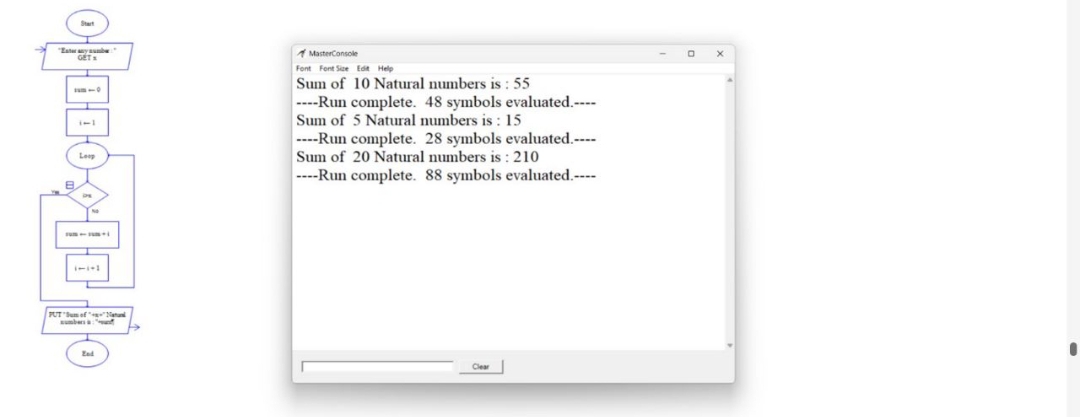 Start
"Enter any number : "
GET n
sum ← 0
i ← 1
Loop
Yes
i>n
No
sum ← sum + i
i ← i + 1
PUT "Sum of "+n+" Natural
numbers is : "+sum¶
End
MasterConsole
Font Font Size Edit Help
Sum of 10 Natural numbers is : 55
----Run complete. 48 symbols evaluated.----
Sum of 5 Natural numbers is : 15
----Run complete. 28 symbols evaluated.----
Sum of 20 Natural numbers is : 210
----Run complete. 88 symbols evaluated.----
Clear